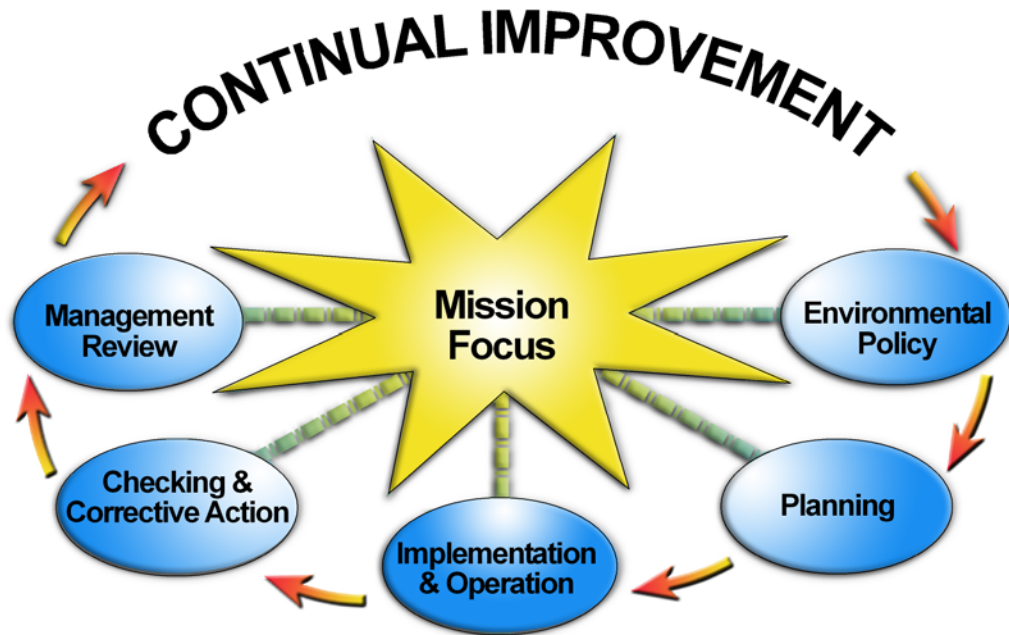 CONTINUAL IMPROVEMENT
Mission
Focus
Management
Review
Environmental
Policy
Checking &
Corrective Action
Planning
Implementation
& Operation